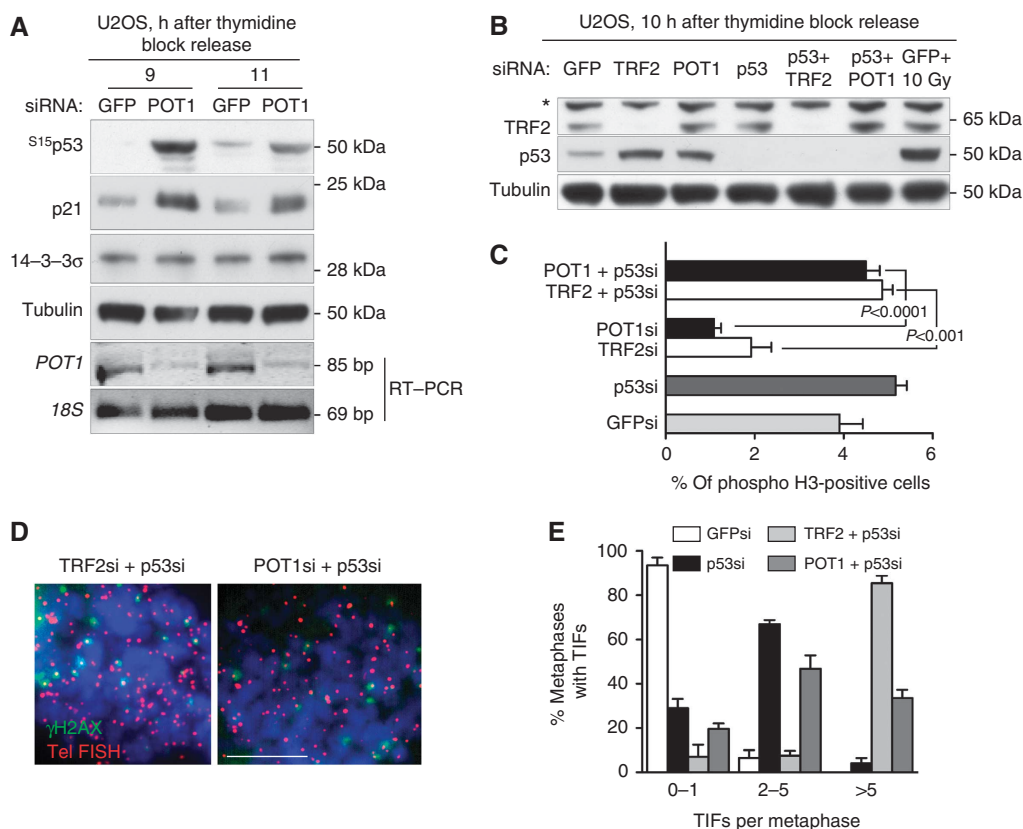 A
U2OS, h after thymidine
block release
9 11
siRNA: GFP POT1 GFP POT1
S15p53
50 kDa
25 kDa
p21
14–3–3σ
28 kDa
Tubulin
50 kDa
POT1
85 bp
RT–PCR
18S
69 bp
B
U2OS, 10 h after thymidine block release
siRNA: GFP TRF2 POT1 p53 p53+ TRF2 p53+ POT1 GFP+ 10 Gy
*
TRF2
65 kDa
p53
50 kDa
Tubulin
50 kDa
C
POT1 + p53si
TRF2 + p53si
P<0.0001
POT1si
P<0.001
TRF2si
p53si
GFPsi
0 2 4 6
% Of phospho H3-positive cells
D
TRF2si + p53si POT1si + p53si
γH2AX
Tel FISH
E
GFPsi TRF2 + p53si
p53si POT1 + p53si
100
80
60
40
20
0
% Metaphases
with TIFs
0–1 2–5 >5
TIFs per metaphase